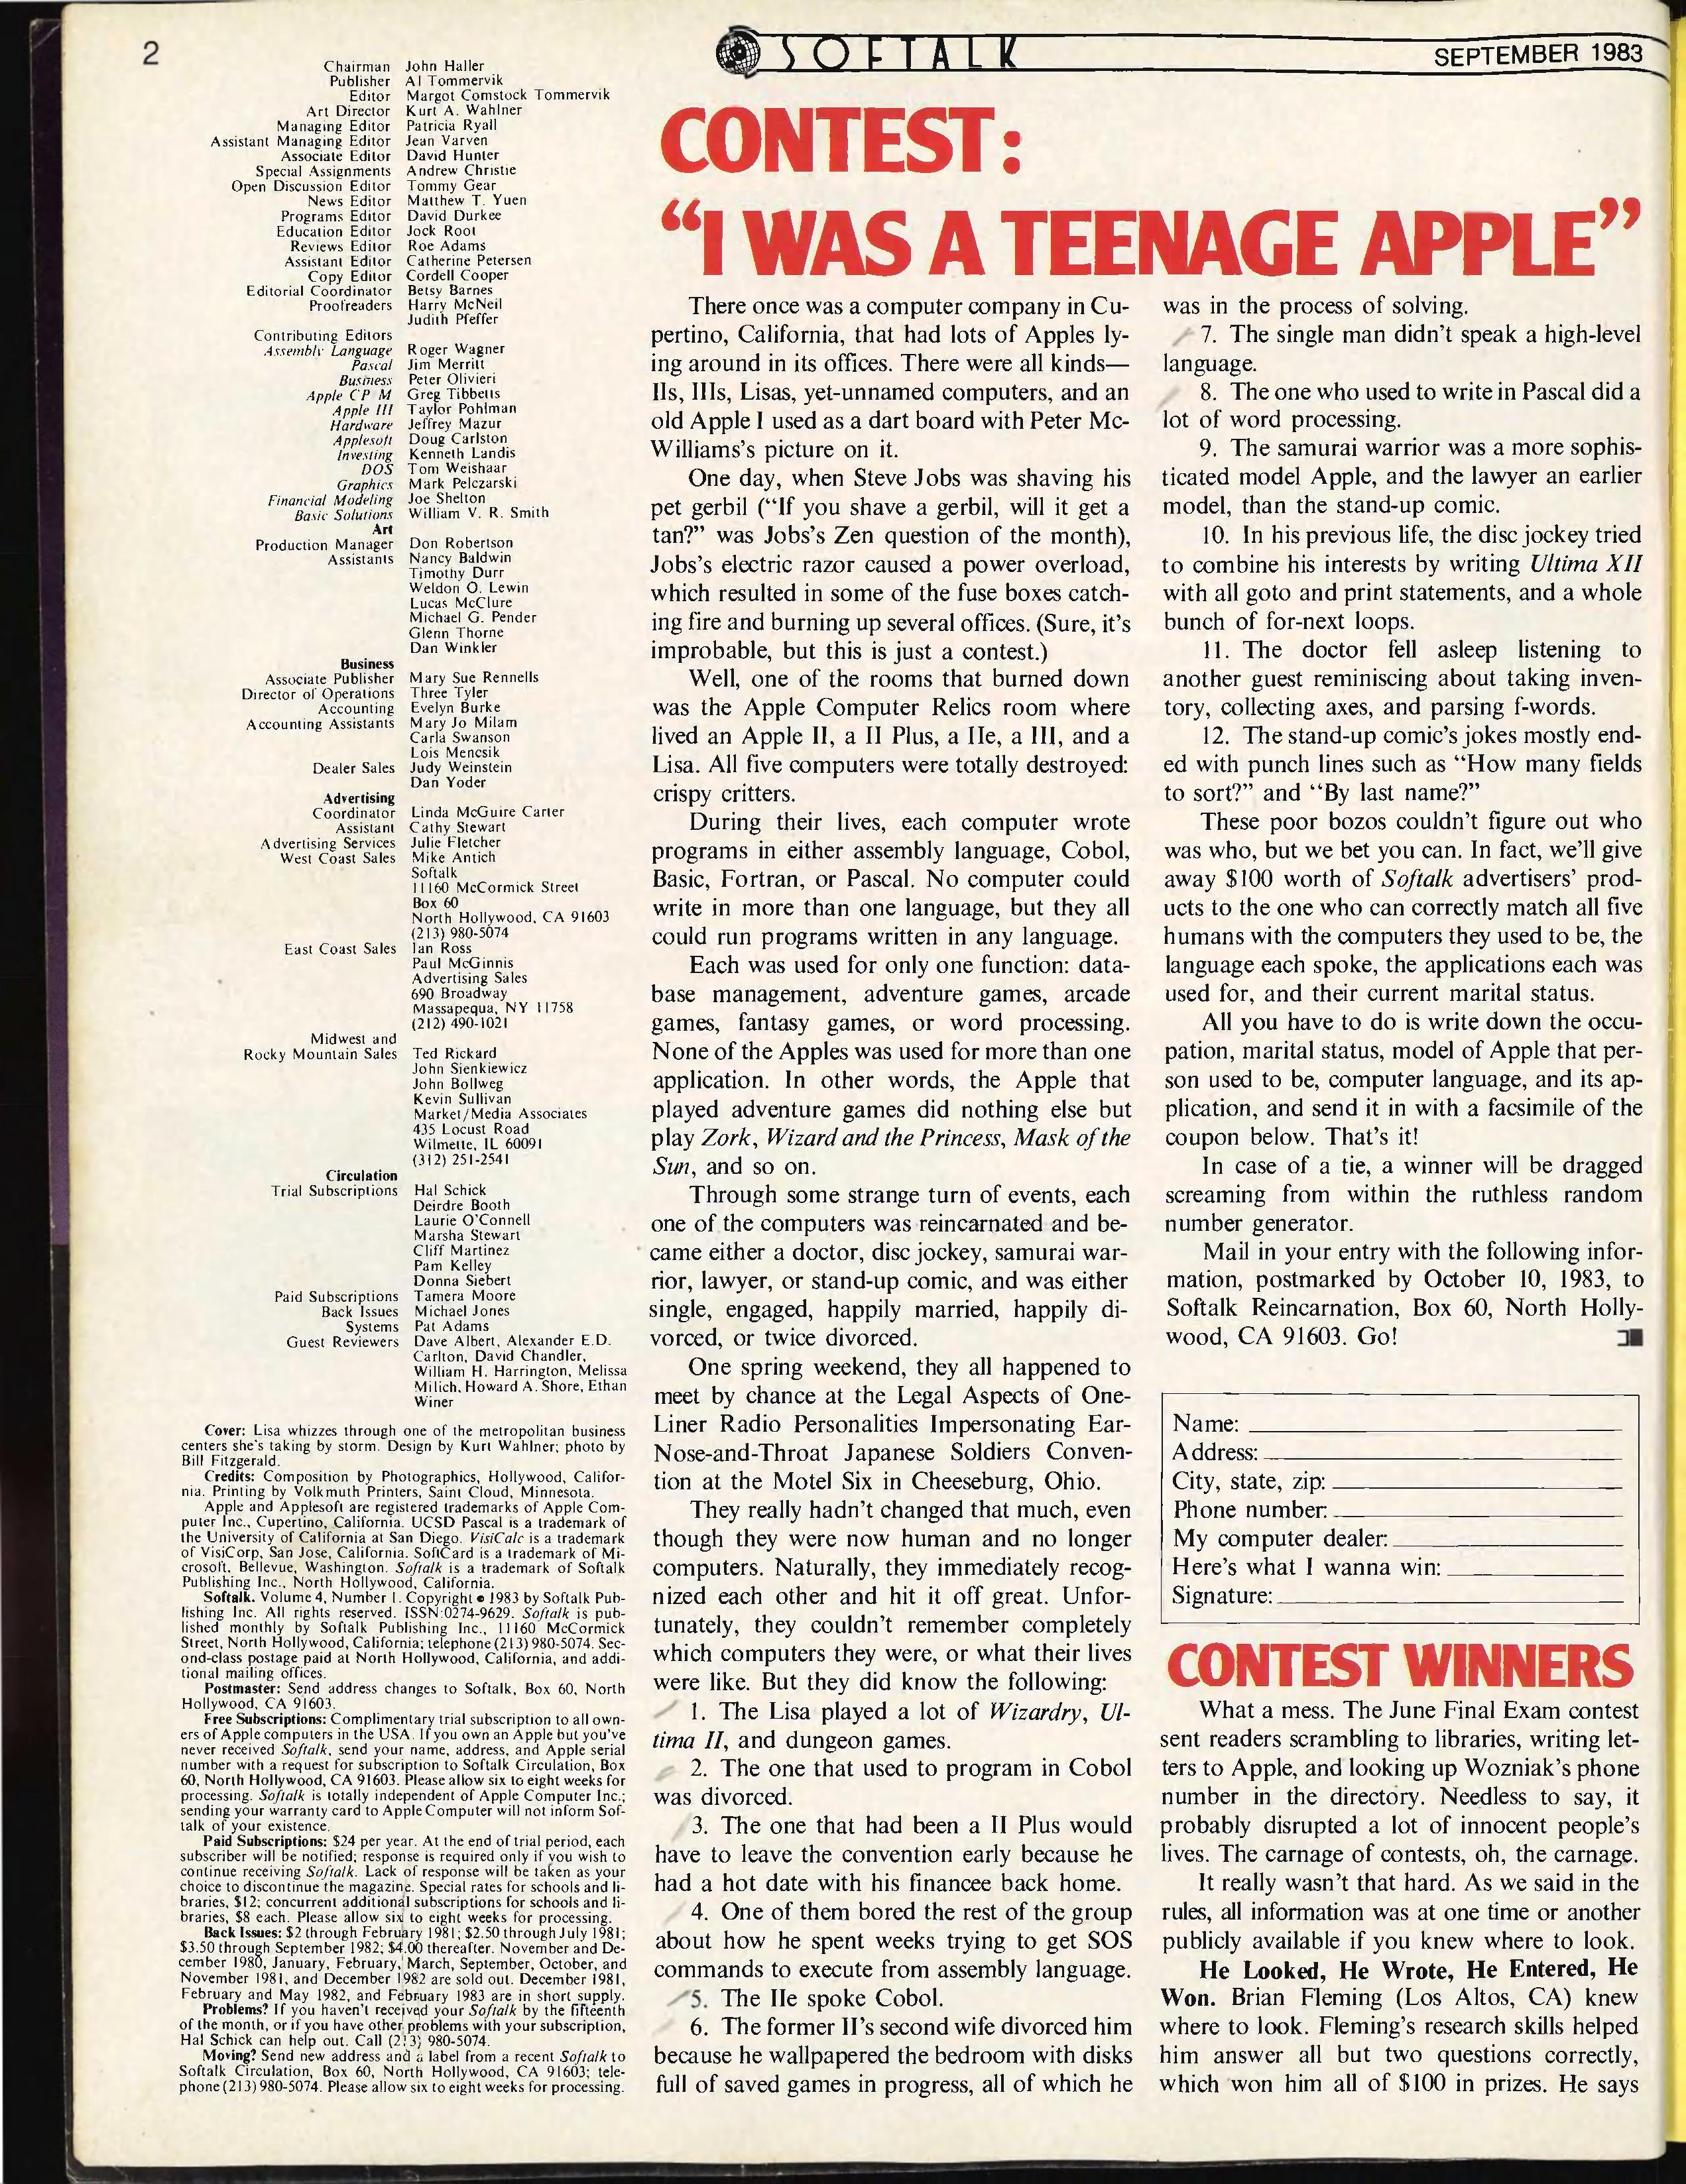 2
SOFTALK
SEPTEMBER 1983
Chairman John Haller
Publisher Al Tommervik
Editor Margot Comstock Tommervik
Art Director Kurt A. Wahlner
Managing Editor Patricia Ryall
Assistant Managing Editor Jean Varven
Associate Editor David Hunter
Special Assignments Andrew Christie
Open Discussion Editor Tommy Gear
News Editor Matthew T. Yuen
Programs Editor David Durkee
Education Editor Jock Root
Reviews Editor Roe Adams
Assistant Editor Catherine Petersen
Copy Editor Cordell Cooper
Editorial Coordinator Betsy Barnes
Proofreaders Harry McNeil
Judith Pfeffer
Contributing Editors
Assembly Language Roger Wagner
Pascal Jim Merritt
Business Peter Olivieri
Apple CP M Greg Tibbetts
Apple III Taylor Pohlman
Hardware Jeffrey Mazur
Applesoft Doug Carlston
Investing Kenneth Landis
DOS Tom Weishaar
Graphics Mark Pelczarski
Financial Modeling Joe Shelton
Basic Solutions William V. R. Smith
Art
Production Manager Don Robertson
Assistants Nancy Baldwin
Timothy Durr
Weldon O. Lewin
Lucas McClure
Michael G. Pender
Glenn Thorne
Dan Winkler
Business
Associate Publisher Mary Sue Rennells
Director of Operations Three Tyler
Accounting Evelyn Burke
Accounting Assistants Mary Jo Milam
Carla Swanson
Lois Mencsik
Dealer Sales Judy Weinstein
Dan Yoder
Advertising
Coordinator Linda McGuire Carter
Assistant Cathy Stewart
Advertising Services Julie Fletcher
West Coast Sales Mike Antich
Softalk
11160 McCormick Street
Box 60
North Hollywood, CA 91603
(213) 980-5074
East Coast Sales Ian Ross
Paul McGinnis
Advertising Sales
690 Broadway
Massapequa, NY 11758
(212) 490-1021
Midwest and
Rocky Mountain Sales Ted Rickard
John Sienkiewicz
John Bollweg
Kevin Sullivan
Market/Media Associates
435 Locust Road
Wilmette, IL 60091
(312) 251-2541
Circulation
Trial Subscriptions Hal Schick
Deirdre Booth
Laurie O'Connell
Marsha Stewart
Cliff Martinez
Pam Kelley
Donna Siebert
Paid Subscriptions Tamera Moore
Back Issues Michael Jones
Systems Pat Adams
Guest Reviewers Dave Albert, Alexander E.D.
Carlton, David Chandler,
William H. Harrington, Melissa
Milich, Howard A. Shore, Ethan
Winer
Cover: Lisa whizzes through one of the metropolitan business
centers she's taking by storm. Design by Kurt Wahlner; photo by
Bill Fitzgerald.
Credits: Composition by Photographics, Hollywood, Califor-
nia. Printing by Volkmuth Printers, Saint Cloud, Minnesota.
Apple and Applesoft are registered trademarks of Apple Com-
puter Inc., Cupertino, California. UCSD Pascal is a trademark of
the University of California at San Diego. VisiCalc is a trademark
of VisiCorp, San Jose, California. SoftCard is a trademark of Mi-
crosoft, Bellevue, Washington. Softalk is a trademark of Softalk
Publishing Inc., North Hollywood, California.
Softalk. Volume 4, Number 1. Copyright © 1983 by Softalk Pub-
lishing Inc. All rights reserved. ISSN:0274-9629. Softalk is pub-
lished monthly by Softalk Publishing Inc., 11160 McCormick
Street, North Hollywood, California; telephone (213) 980-5074. Sec-
ond-class postage paid at North Hollywood, California, and addi-
tional mailing offices.
Postmaster: Send address changes to Softalk, Box 60, North
Hollywood, CA 91603.
Free Subscriptions: Complimentary trial subscription to all own-
ers of Apple computers in the USA. If you own an Apple but you've
never received Softalk, send your name, address, and Apple serial
number with a request for subscription to Softalk Circulation, Box
60, North Hollywood, CA 91603. Please allow six to eight weeks for
processing. Softalk is totally independent of Apple Computer Inc.;
sending your warranty card to Apple Computer will not inform Sof-
talk of your existence.
Paid Subscriptions: $24 per year. At the end of trial period, each
subscriber will be notified; response is required only if you wish to
continue receiving Softalk. Lack of response will be taken as your
choice to discontinue the magazine. Special rates for schools and li-
braries, $12; concurrent additional subscriptions for schools and li-
braries, $8 each. Please allow six to eight weeks for processing.
Back Issues: $2 through February 1981; $2.50 through July 1981;
$3.50 through September 1982; $4.00 thereafter. November and De-
cember 1980, January, February, March, September, October, and
November 1981, and December 1982 are sold out. December 1981,
February and May 1982, and February 1983 are in short supply.
Problems? If you haven't received your Softalk by the fifteenth
of the month, or if you have other problems with your subscription,
Hal Schick can help out. Call (213) 980-5074.
Moving? Send new address and a label from a recent Softalk to
Softalk Circulation, Box 60, North Hollywood, CA 91603; tele-
phone (213) 980-5074. Please allow six to eight weeks for processing.
CONTEST:
"I WAS A TEENAGE APPLE"
There once was a computer company in Cu-
pertino, California, that had lots of Apples ly-
ing around in its offices. There were all kinds—
IIs, IIIs, Lisas, yet-unnamed computers, and an
old Apple I used as a dart board with Peter Mc-
Williams's picture on it.
One day, when Steve Jobs was shaving his
pet gerbil ("If you shave a gerbil, will it get a
tan?" was Jobs's Zen question of the month),
Jobs's electric razor caused a power overload,
which resulted in some of the fuse boxes catch-
ing fire and burning up several offices. (Sure, it's
improbable, but this is just a contest.)
Well, one of the rooms that burned down
was the Apple Computer Relics room where
lived an Apple II, a II Plus, a IIe, a III, and a
Lisa. All five computers were totally destroyed:
crispy critters.
During their lives, each computer wrote
programs in either assembly language, Cobol,
Basic, Fortran, or Pascal. No computer could
write in more than one language, but they all
could run programs written in any language.
Each was used for only one function: data-
base management, adventure games, arcade
games, fantasy games, or word processing.
None of the Apples was used for more than one
application. In other words, the Apple that
played adventure games did nothing else but
play Zork, Wizard and the Princess, Mask of the
Sun, and so on.
Through some strange turn of events, each
one of the computers was reincarnated and be-
came either a doctor, disc jockey, samurai war-
rior, lawyer, or stand-up comic, and was either
single, engaged, happily married, happily di-
vorced, or twice divorced.
One spring weekend, they all happened to
meet by chance at the Legal Aspects of One-
Liner Radio Personalities Impersonating Ear-
Nose-and-Throat Japanese Soldiers Conven-
tion at the Motel Six in Cheeseburg, Ohio.
They really hadn't changed that much, even
though they were now human and no longer
computers. Naturally, they immediately recog-
nized each other and hit it off great. Unfor-
tunately, they couldn't remember completely
which computers they were, or what their lives
were like. But they did know the following:
1. The Lisa played a lot of Wizardry, Ul-
tima II, and dungeon games.
2. The one that used to program in Cobol
was divorced.
3. The one that had been a II Plus would
have to leave the convention early because he
had a hot date with his financee back home.
4. One of them bored the rest of the group
about how he spent weeks trying to get SOS
commands to execute from assembly language.
5. The IIe spoke Cobol.
6. The former II's second wife divorced him
because he wallpapered the bedroom with disks
full of saved games in progress, all of which he
was in the process of solving.
7. The single man didn't speak a high-level
language.
8. The one who used to write in Pascal did a
lot of word processing.
9. The samurai warrior was a more sophis-
ticated model Apple, and the lawyer an earlier
model, than the stand-up comic.
10. In his previous life, the disc jockey tried
to combine his interests by writing Ultima XII
with all goto and print statements, and a whole
bunch of for-next loops.
11. The doctor fell asleep listening to
another guest reminiscing about taking inven-
tory, collecting axes, and parsing f-words.
12. The stand-up comic's jokes mostly end-
ed with punch lines such as "How many fields
to sort?" and "By last name?"
These poor bozos couldn't figure out who
was who, but we bet you can. In fact, we'll give
away $100 worth of Softalk advertisers' prod-
ucts to the one who can correctly match all five
humans with the computers they used to be, the
language each spoke, the applications each was
used for, and their current marital status.
All you have to do is write down the occu-
pation, marital status, model of Apple that per-
son used to be, computer language, and its ap-
plication, and send it in with a facsimile of the
coupon below. That's it!
In case of a tie, a winner will be dragged
screaming from within the ruthless random
number generator.
Mail in your entry with the following infor-
mation, postmarked by October 10, 1983, to
Softalk Reincarnation, Box 60, North Holly-
wood, CA 91603. Go!
Name:
Address:
City, state, zip:
Phone number:
My computer dealer:
Here's what I wanna win:
Signature:
CONTEST WINNERS
What a mess. The June Final Exam contest
sent readers scrambling to libraries, writing let-
ters to Apple, and looking up Wozniak's phone
number in the directory. Needless to say, it
probably disrupted a lot of innocent people's
lives. The carnage of contests, oh, the carnage.
It really wasn't that hard. As we said in the
rules, all information was at one time or another
publicly available if you knew where to look.
He Looked, He Wrote, He Entered, He
Won. Brian Fleming (Los Altos, CA) knew
where to look. Fleming's research skills helped
him answer all but two questions correctly,
which won him all of $100 in prizes. He says